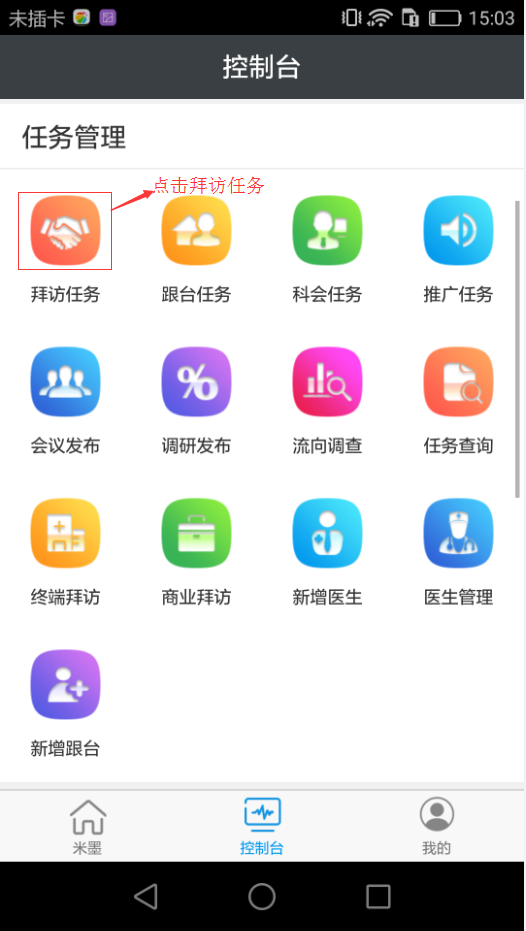 未插卡 15:03
控制台
任务管理
点击拜访任务
拜访任务 跟台任务 科会任务 推广任务
会议发布 调研发布 流向调查 任务查询
终端拜访 商业拜访 新增医生 医生管理
新增跟台
米墨 控制台 我的